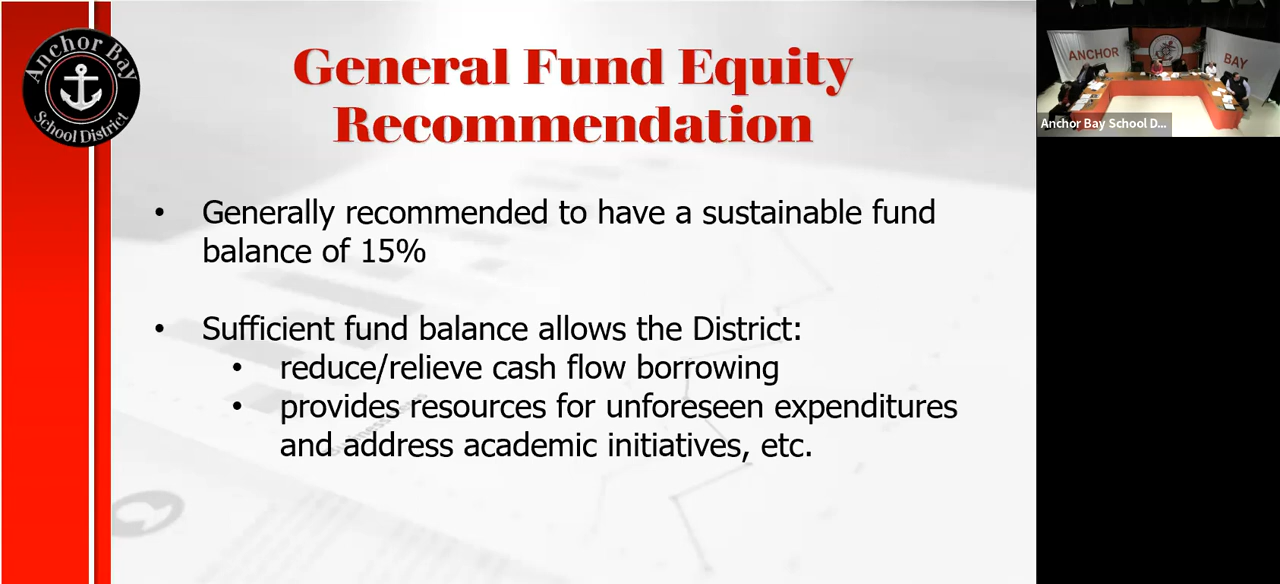 Anchor Bay
School District
General Fund Equity
Recommendation
• Generally recommended to have a sustainable fund
balance of 15%
• Sufficient fund balance allows the District:
• reduce/relieve cash flow borrowing
• provides resources for unforeseen expenditures
and address academic initiatives, etc.
ANCHOR
BAY
Anchor Bay School D...